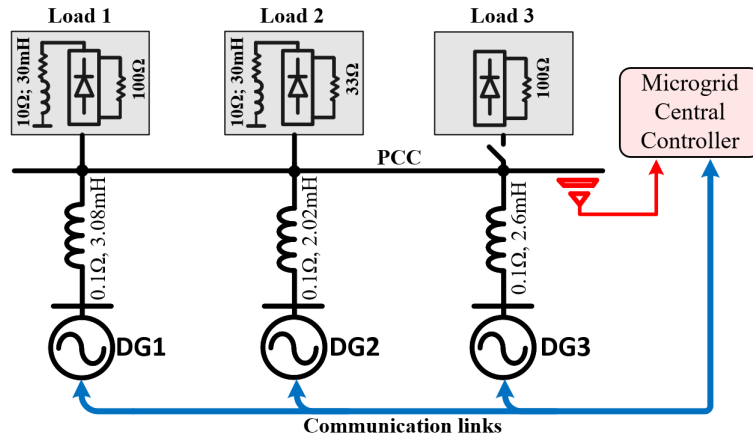 Load 1
Load 2
Load 3
10Ω; 30mH
100Ω
10Ω; 30mH
33Ω
100Ω
Microgrid
Central
Controller
PCC
0.1Ω, 3.08mH
0.1Ω, 2.02mH
0.1Ω, 2.6mH
DG1
DG2
DG3
Communication links